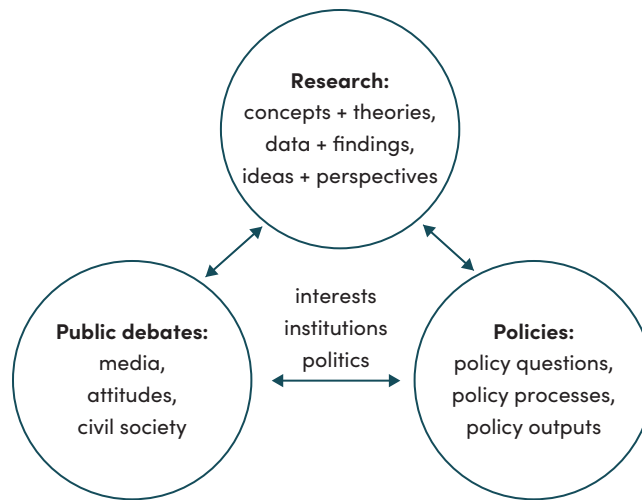 Research:
concepts + theories,
data + findings,
ideas + perspectives
interests
institutions
politics
Public debates:
media,
attitudes,
civil society
Policies:
policy questions,
policy processes,
policy outputs